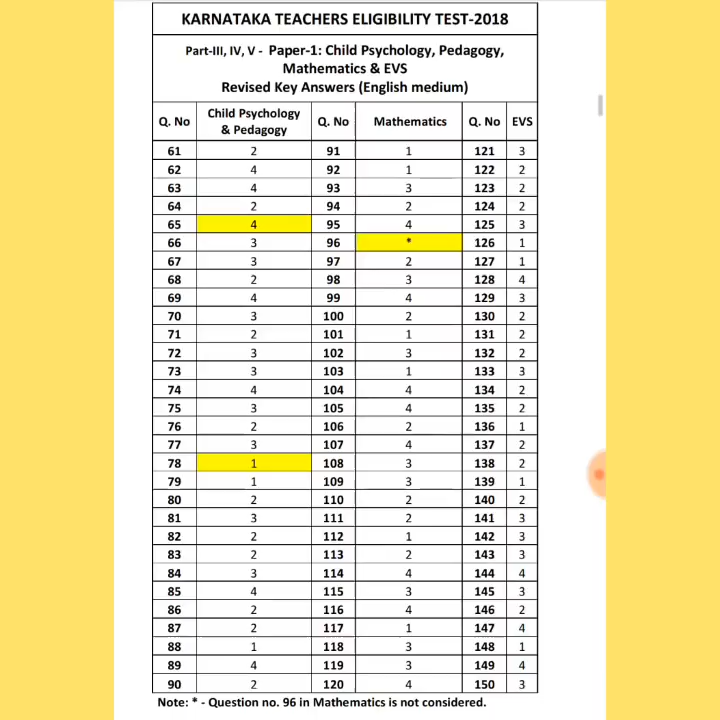 KARNATAKA TEACHERS ELIGIBILITY TEST-2018
Part-III, IV, V - Paper-1: Child Psychology, Pedagogy,
Mathematics & EVS
Revised Key Answers (English medium)
Q. No Child Psychology & Pedagogy Q. No Mathematics Q. No EVS
61 2 91 1 121 3
62 4 92 1 122 2
63 4 93 3 123 2
64 2 94 2 124 2
65 4 95 4 125 3
66 3 96 * 126 1
67 3 97 2 127 1
68 2 98 3 128 4
69 4 99 4 129 3
70 3 100 2 130 2
71 2 101 1 131 2
72 3 102 3 132 2
73 3 103 1 133 3
74 4 104 4 134 2
75 3 105 4 135 2
76 2 106 2 136 1
77 3 107 4 137 2
78 1 108 3 138 2
79 1 109 3 139 1
80 2 110 2 140 2
81 3 111 2 141 3
82 2 112 1 142 3
83 2 113 2 143 3
84 3 114 4 144 4
85 4 115 3 145 3
86 2 116 4 146 2
87 2 117 1 147 4
88 1 118 3 148 1
89 4 119 3 149 4
90 2 120 4 150 3
Note: * - Question no. 96 in Mathematics is not considered.